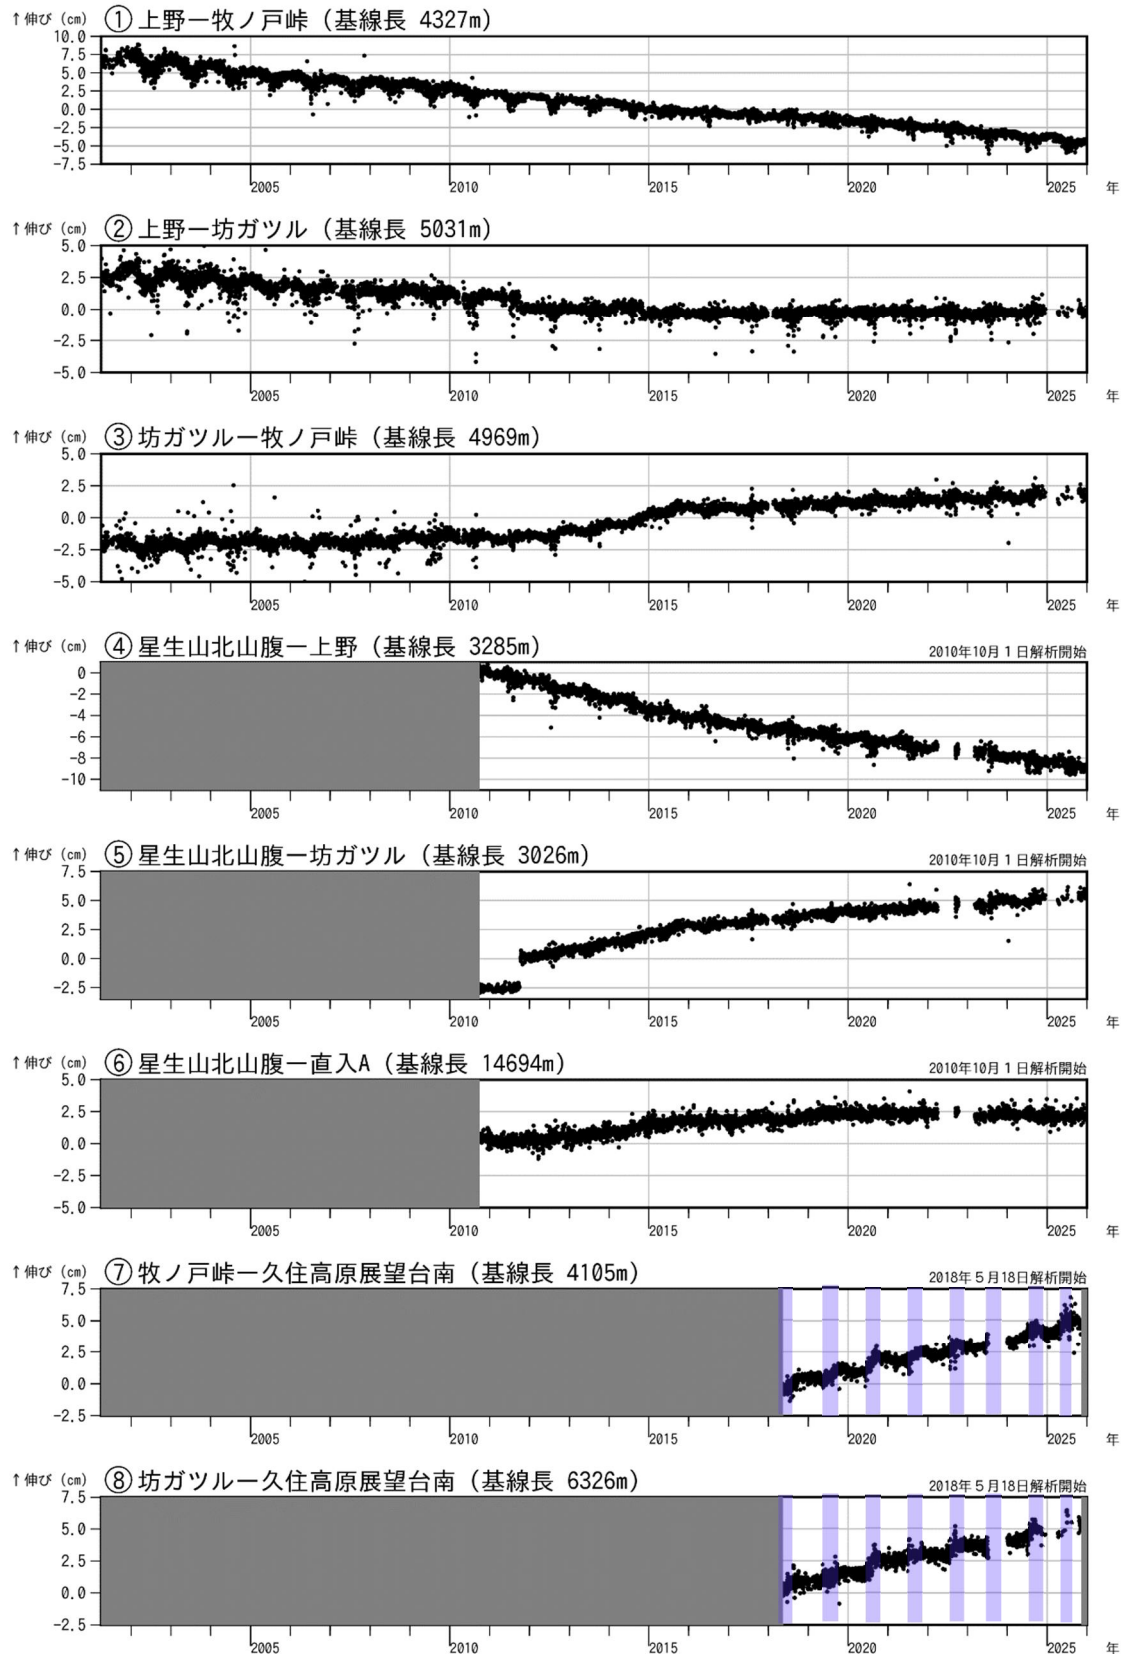 ↑伸び (cm) ①上野ー牧ノ戸峠（基線長 4327m）
10.0
7.5
5.0
2.5
0.0
−2.5
−5.0
−7.5
2005 2010 2015 2020 2025 年
↑伸び (cm) ②上野ー坊ガツル（基線長 5031m）
5.0
2.5
0.0
−2.5
−5.0
2005 2010 2015 2020 2025 年
↑伸び (cm) ③坊ガツルー牧ノ戸峠（基線長 4969m）
5.0
2.5
0.0
−2.5
−5.0
2005 2010 2015 2020 2025 年
↑伸び (cm) ④星生山北山腹ー上野（基線長 3285m） 2010年10月１日解析開始
0
−2
−4
−6
−8
−10
2005 2010 2015 2020 2025 年
↑伸び (cm) ⑤星生山北山腹ー坊ガツル（基線長 3026m） 2010年10月１日解析開始
7.5
5.0
2.5
0.0
−2.5
2005 2010 2015 2020 2025 年
↑伸び (cm) ⑥星生山北山腹ー直入A（基線長 14694m） 2010年10月１日解析開始
5.0
2.5
0.0
−2.5
−5.0
2005 2010 2015 2020 2025 年
↑伸び (cm) ⑦牧ノ戸峠ー久住高原展望台南（基線長 4105m） 2018年５月18日解析開始
7.5
5.0
2.5
0.0
−2.5
2005 2010 2015 2020 2025 年
↑伸び (cm) ⑧坊ガツルー久住高原展望台南（基線長 6326m） 2018年５月18日解析開始
7.5
5.0
2.5
0.0
−2.5
2005 2010 2015 2020 2025 年